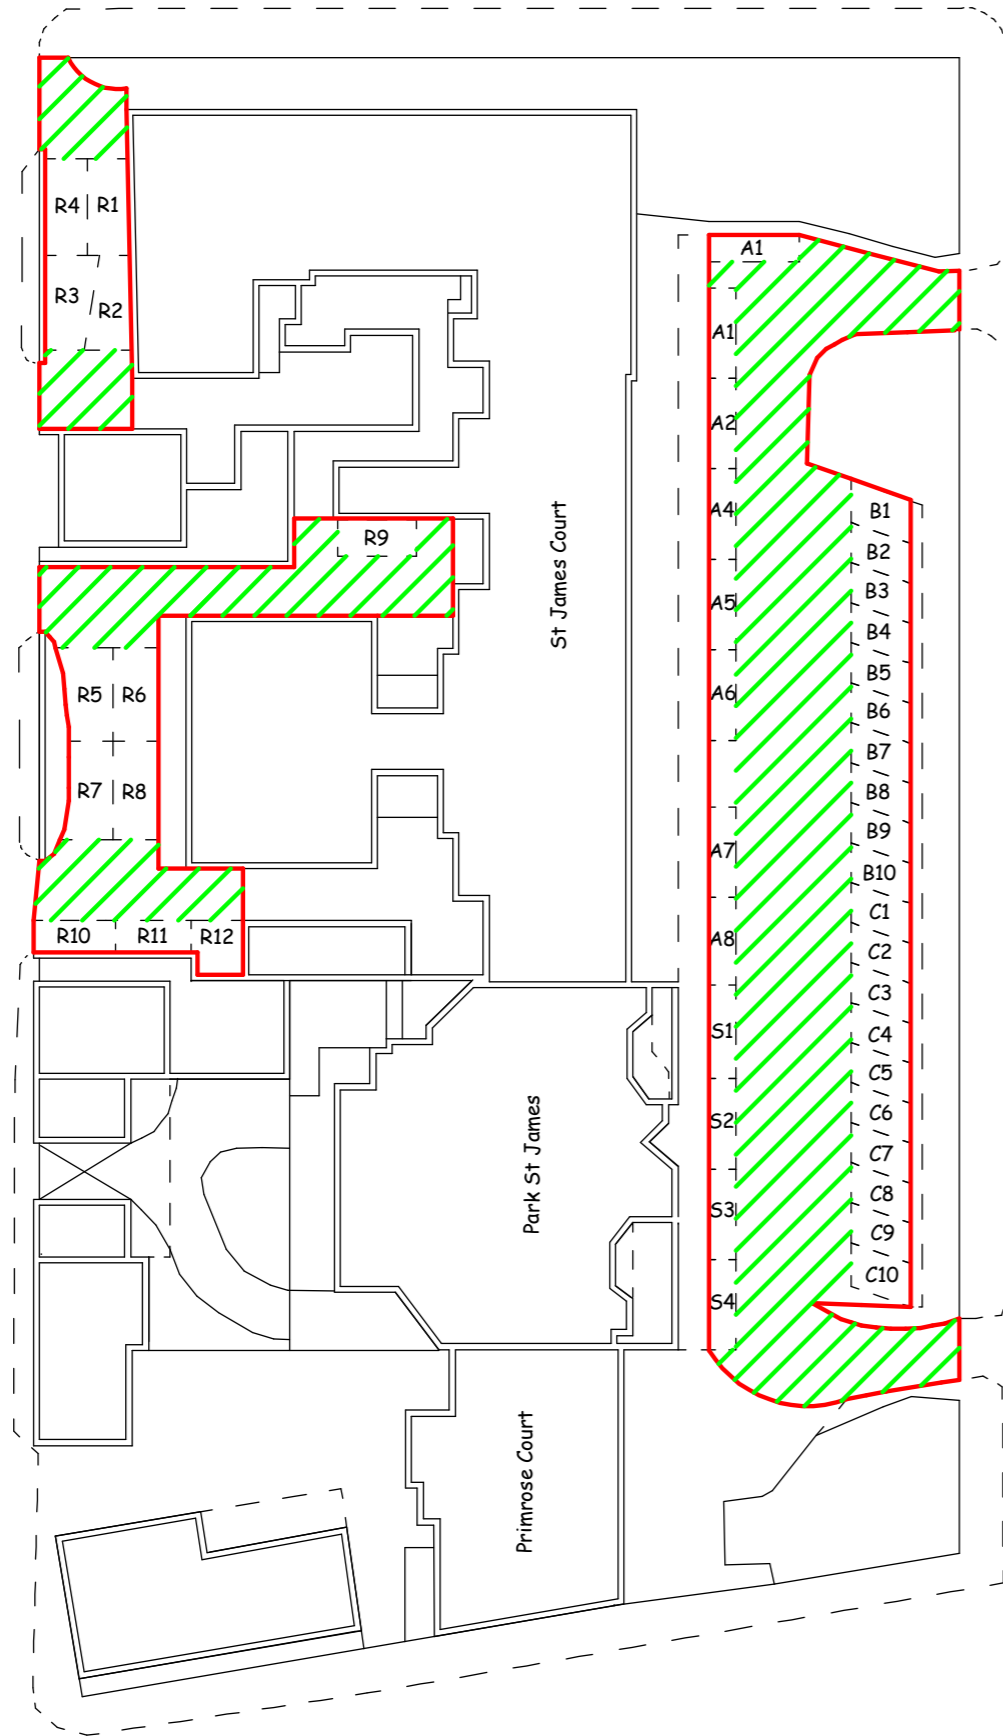 R4 R1
R3
R2
R9
R5 R6
R7 R8
R10 R11 R12
St James Court
Park St James
Primrose Court
A1
A1
A2
A4
A5
A6
A7
A8
S1
S2
S3
S4
B1
B2
B3
B4
B5
B6
B7
B8
B9
B10
C1
C2
C3
C4
C5
C6
C7
C8
C9
C10